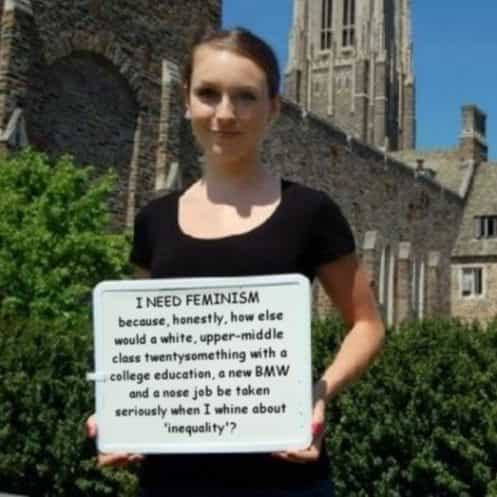 I NEED FEMINISM
because, honestly, how else
would a white, upper-middle
class twentysomething with a
college education, a new BMW
and a nose job be taken
seriously when I whine about
'inequality'?